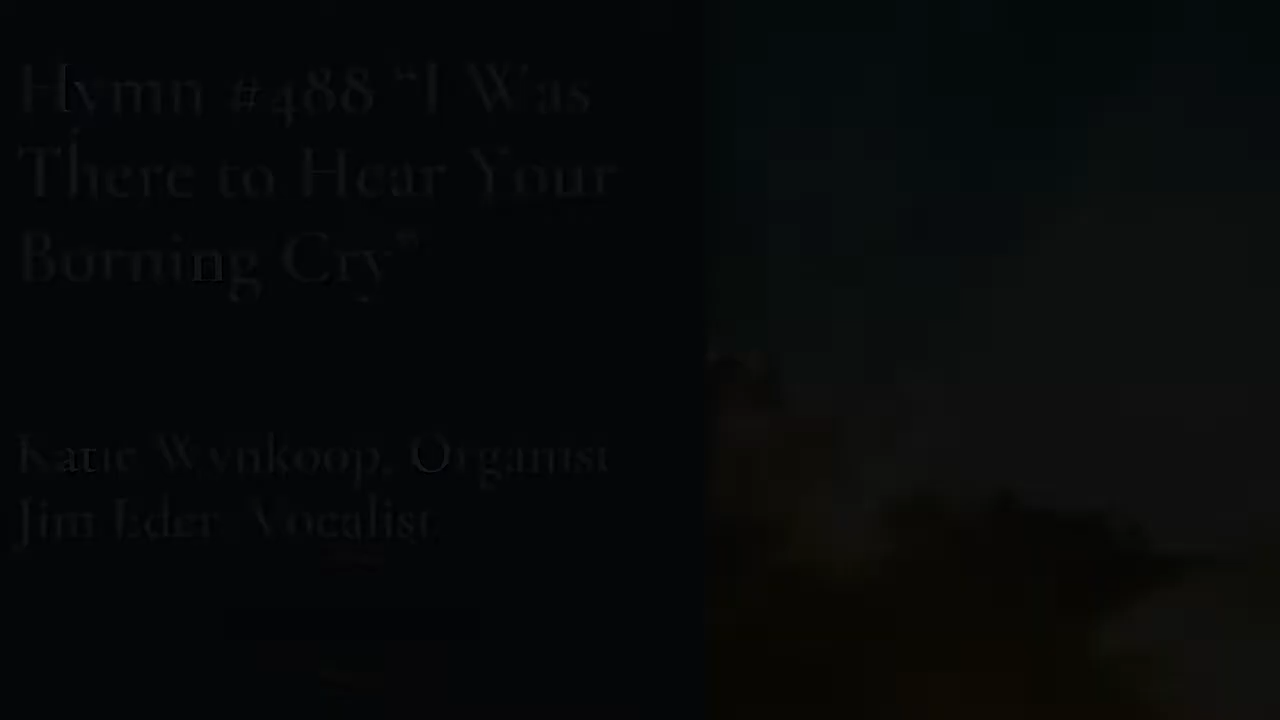 Hymn #488 "I Was
There to Hear Your
Borning Cry"
Katie Wynkoop, Organist
Jim Eder, Vocalist